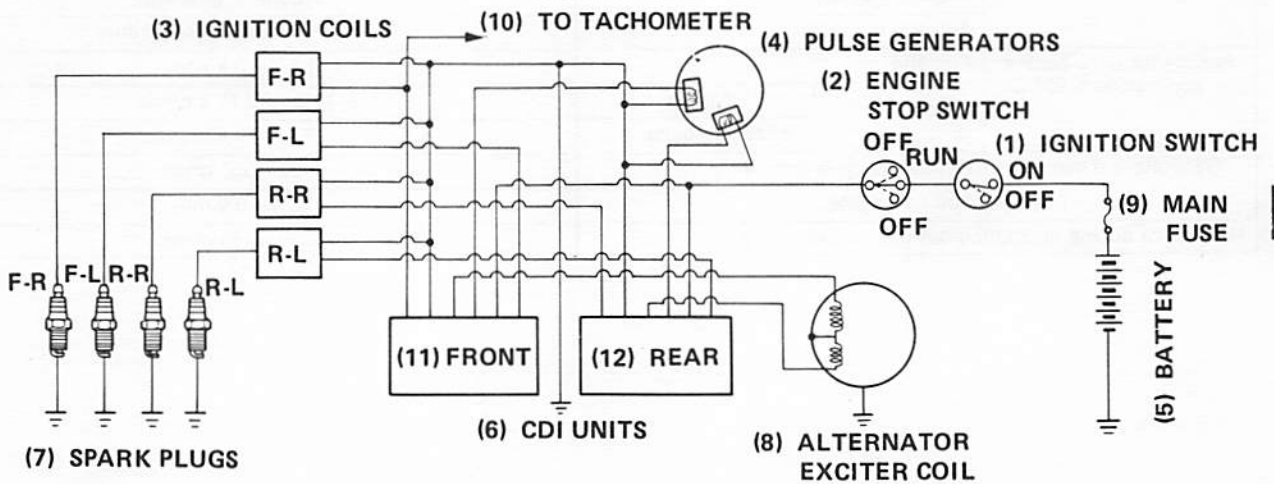 (3) IGNITION COILS
(10) TO TACHOMETER
(4) PULSE GENERATORS
(2) ENGINE
STOP SWITCH
OFF
RUN
OFF
(1) IGNITION SWITCH
ON
OFF
(9) MAIN
FUSE
F-R
F-L
R-R
R-L
F-R
F-L
R-R
R-L
(11) FRONT
(12) REAR
(5) BATTERY
(6) CDI UNITS
(7) SPARK PLUGS
(8) ALTERNATOR
EXCITER COIL